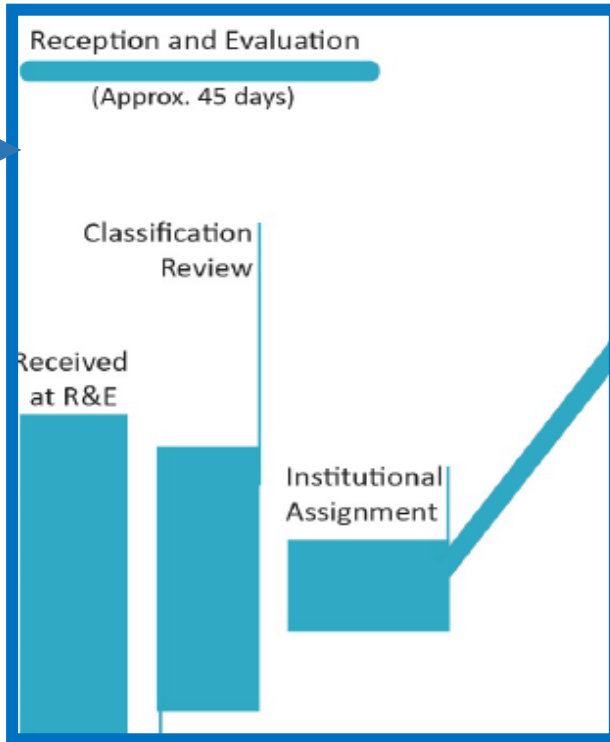 Reception and Evaluation
(Approx. 45 days)
Classification
Review
Received
at R&E
Institutional
Assignment